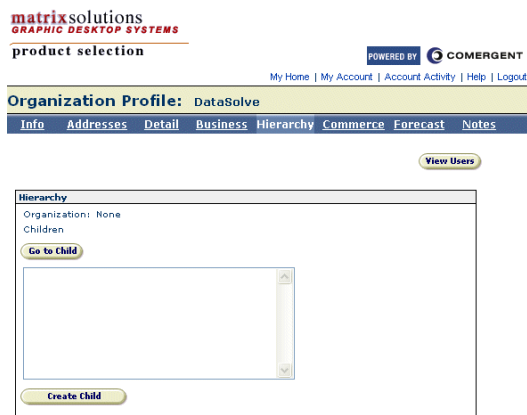 matrixsolutions
GRAPHIC DESKTOP SYSTEMS
product selection
POWERED BY COMERGENT
My Home | My Account | Account Activity | Help | Logout
Organization Profile: DataSolve
Info Addresses Detail Business Hierarchy Commerce Forecast Notes
View Users
Hierarchy
Organization: None
Children
Go to Child
Create Child